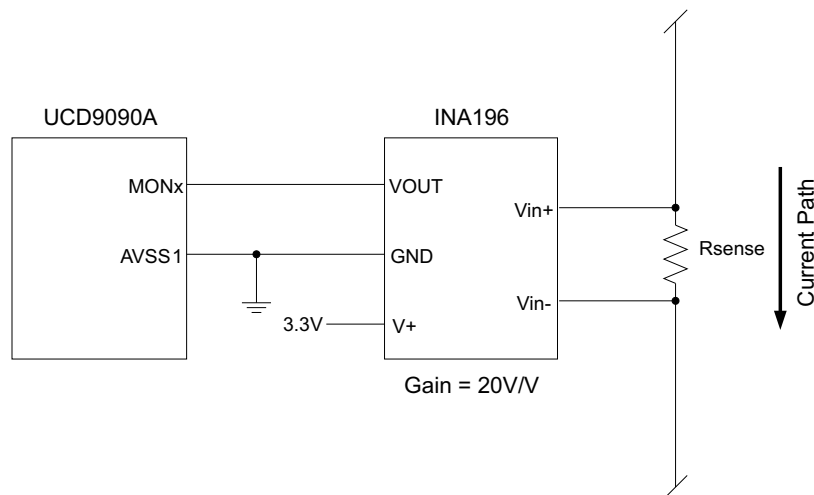 UCD9090A
INA196
MONx
VOUT
Vin+
AVSS1
GND
Rsense
Current Path
Vin-
3.3V
V+
Gain = 20V/V